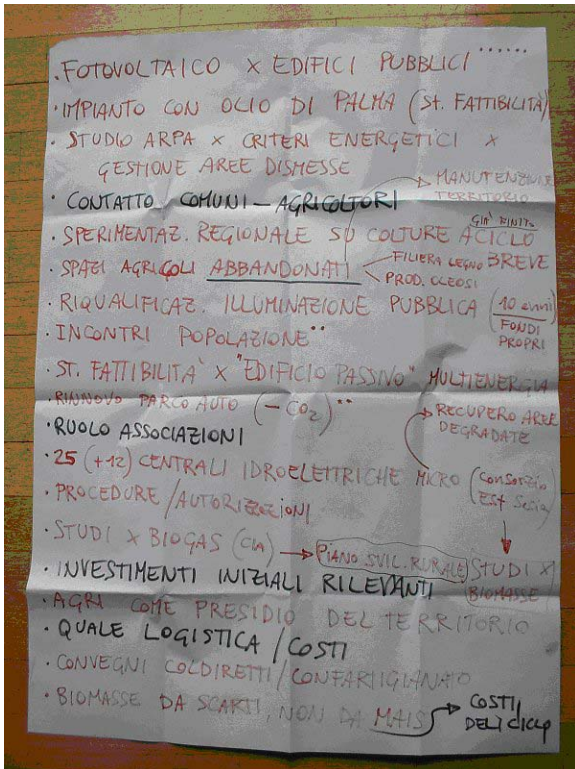 ......
· FOTOVOLTAICO X EDIFICI PUBBLICI
· IMPIANTO CON OLIO DI PALMA (ST. FATTIBILITÀ)
· STUDIO ARPA X CRITERI ENERGETICI X
GESTIONE AREE DISMESSE
→ MANUTENZIONE
TERRITORIO
· CONTATTO COMUNI - AGRICOLTORI
GIA' FINITA
· SPERIMENTAZ. REGIONALE SU COLTURE A CICLO
BREVE
· SPAZI AGRICOLI ABBANDONATI
FILIERA LEGNO
PROD. OLEOSI
· RIQUALIFICAZ. ILLUMINAZIONE PUBBLICA (10 anni)
FONDI
PROPRI
· INCONTRI POPOLAZIONE ..
· ST. FATTIBILITA' X "EDIFICIO PASSIVO" MULTIENERGIA
· RINNOVO PARCO AUTO (- CO2) ..
→ RECUPERO AREE
DEGRADATE
· RUOLO ASSOCIAZIONI
· 25 (+12) CENTRALI IDROELETTRICHE MICRO (Consorzio
Est Sesia)
· PROCEDURE / AUTORIZZAZIONI
· STUDI X BIOGAS (CIA) → PIANO SVIL. RURALE
STUDI X
BIOMASSE
· INVESTIMENTI INIZIALI RILEVANTI
· AGRI COME PRESIDIO DEL TERRITORIO
· QUALE LOGISTICA / COSTI
· CONVEGNI COLDIRETTI / CONFARTIGIANATO
· BIOMASSE DA SCARTI, NON DA MAIS → COSTI
DEL CICLO